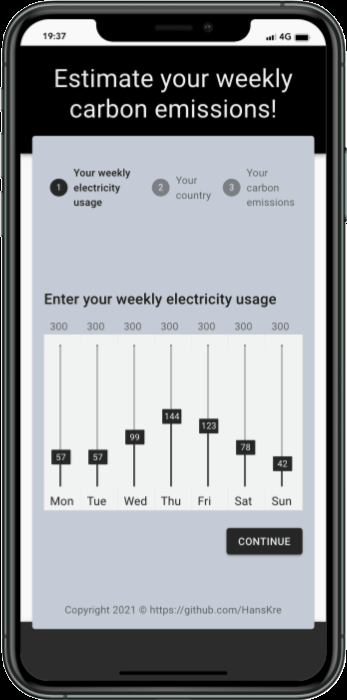 19:37 4G
Estimate your weekly
carbon emissions!
1 Your weekly
electricity
usage
2 Your
country
3 Your
carbon
emissions
Enter your weekly electricity usage
300 300 300 300 300 300 300
57 57 99 144 123 78 42
Mon Tue Wed Thu Fri Sat Sun
CONTINUE
Copyright 2021 © https://github.com/HansKre